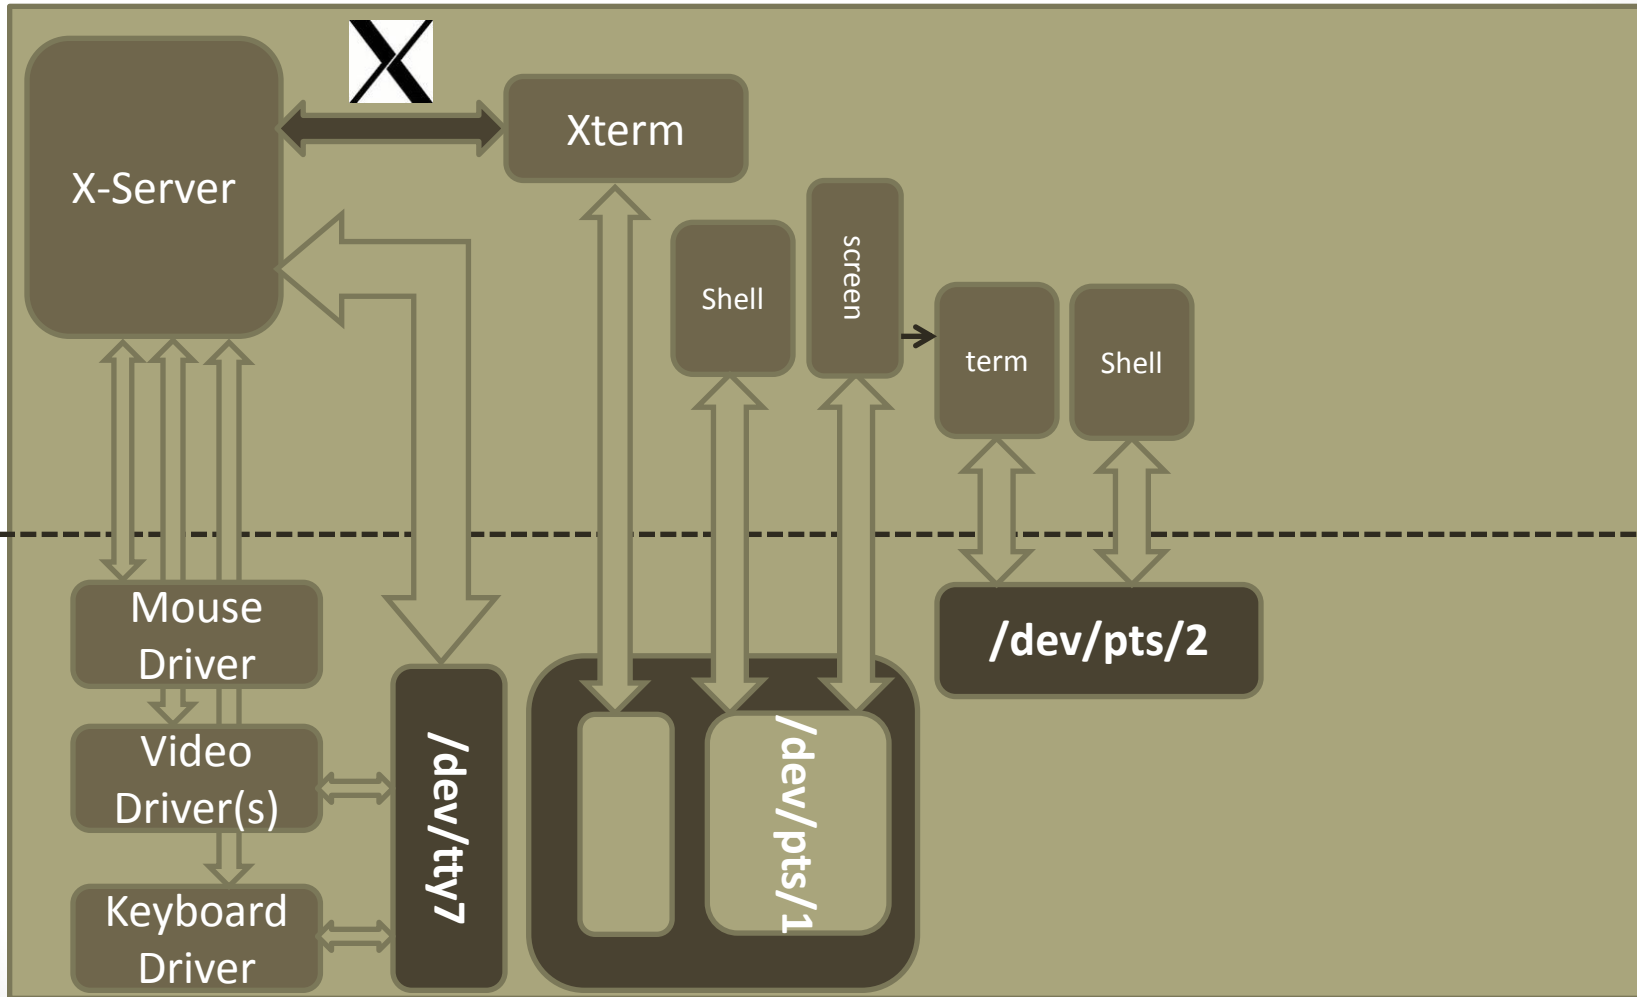 X
X-Server
Xterm
Shell
screen
term
Shell
Mouse
Driver
Video
Driver(s)
Keyboard
Driver
/dev/tty7
/dev/pts/1
/dev/pts/2